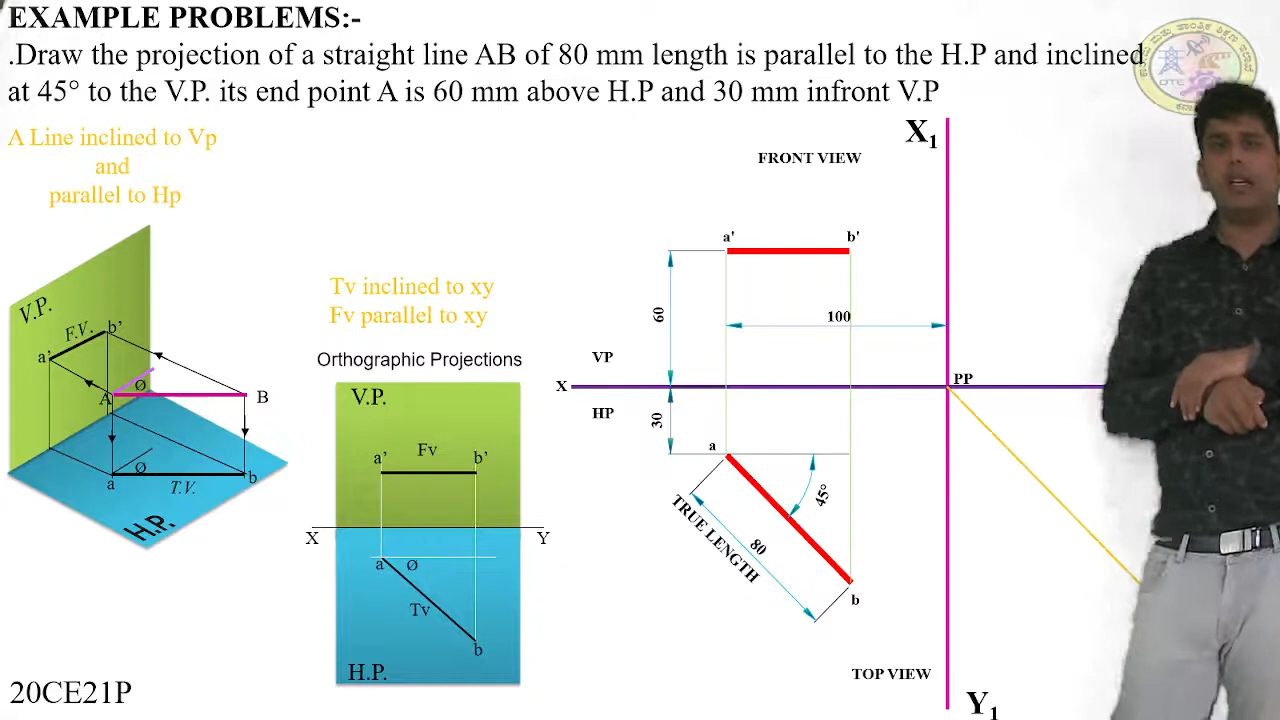 EXAMPLE PROBLEMS:-
.Draw the projection of a straight line AB of 80 mm length is parallel to the H.P and inclined
at 45° to the V.P. its end point A is 60 mm above H.P and 30 mm infront V.P
A Line inclined to Vp
and
parallel to Hp
V.P.
F.V.
a'
b'
Ø
A
B
Ø
a
b
T.V.
H.P.
Tv inclined to xy
Fv parallel to xy
Orthographic Projections
V.P.
Fv
a'
b'
X
Y
a
Ø
Tv
b
H.P.
X1
FRONT VIEW
a'
b'
60
100
VP
X
PP
HP
30
a
45°
TRUE LENGTH
80
b
TOP VIEW
Y1
20CE21P
DTE